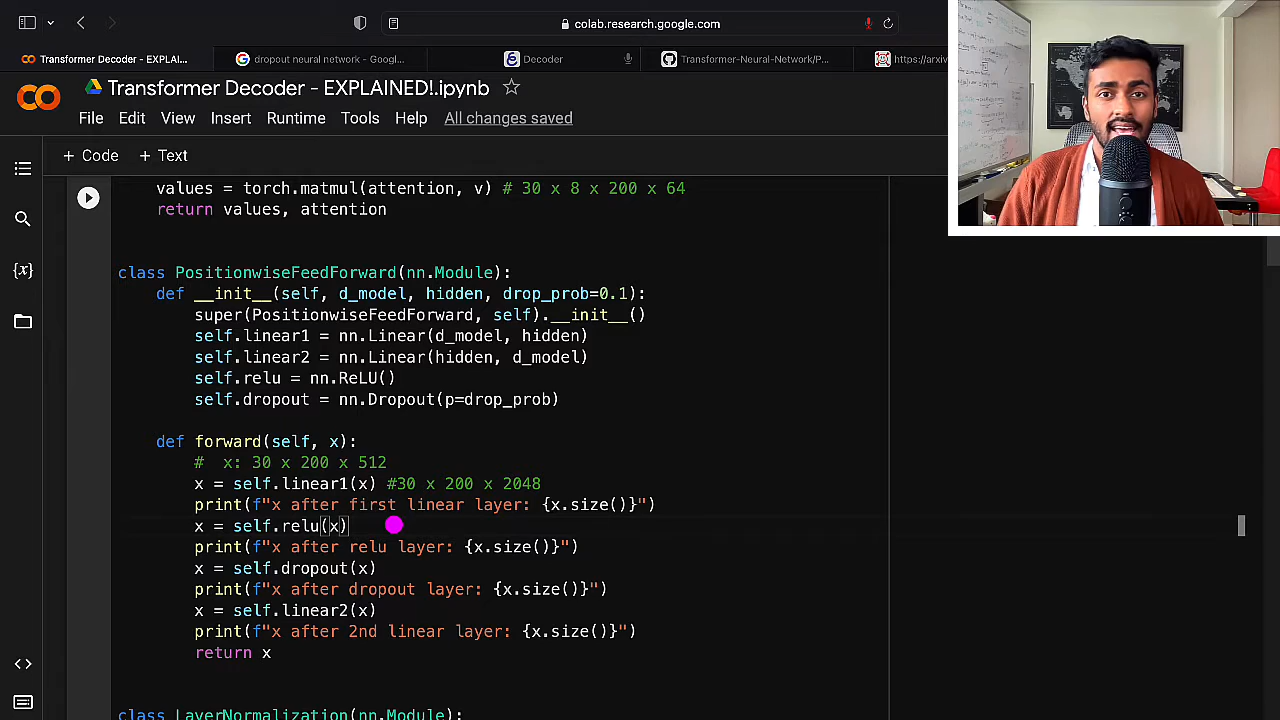 colab.research.google.com
Transformer Decoder - EXPLAI...
dropout neural network - Google...
Decoder
Transformer-Neural-Network/P...
https://arxiv
Transformer Decoder - EXPLAINED!.ipynb
File Edit View Insert Runtime Tools Help All changes saved
+ Code + Text
values = torch.matmul(attention, v) # 30 x 8 x 200 x 64
return values, attention
class PositionwiseFeedForward(nn.Module):
def __init__(self, d_model, hidden, drop_prob=0.1):
super(PositionwiseFeedForward, self).__init__()
self.linear1 = nn.Linear(d_model, hidden)
self.linear2 = nn.Linear(hidden, d_model)
self.relu = nn.ReLU()
self.dropout = nn.Dropout(p=drop_prob)
def forward(self, x):
#  x: 30 x 200 x 512
x = self.linear1(x) #30 x 200 x 2048
print(f"x after first linear layer: {x.size()}")
x = self.relu(x)
print(f"x after relu layer: {x.size()}")
x = self.dropout(x)
print(f"x after dropout layer: {x.size()}")
x = self.linear2(x)
print(f"x after 2nd linear layer: {x.size()}")
return x
class LayerNormalization(nn.Module):